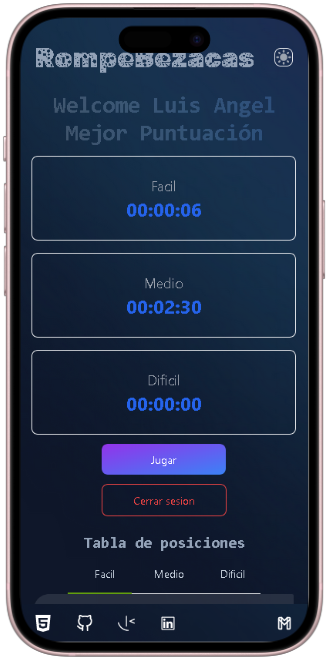 RompeBezacas
Welcome Luis Angel
Mejor Puntuación
Facil
00:00:06
Medio
00:02:30
Dificil
00:00:00
Jugar
Cerrar sesion
Tabla de posiciones
Facil Medio Dificil